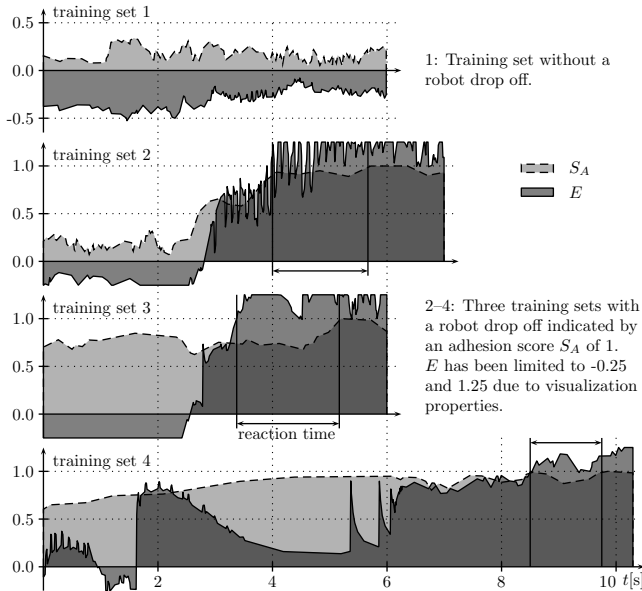 training set 1
0.5
0.0
-0.5
1: Training set without a
robot drop off.
training set 2
1.0
0.5
0.0
S_A
E
training set 3
1.0
0.5
0.0
reaction time
2–4: Three training sets with
a robot drop off indicated by
an adhesion score S_A of 1.
E has been limited to -0.25
and 1.25 due to visualization
properties.
training set 4
1.0
0.5
0.0
2 4 6 8 10 t[s]